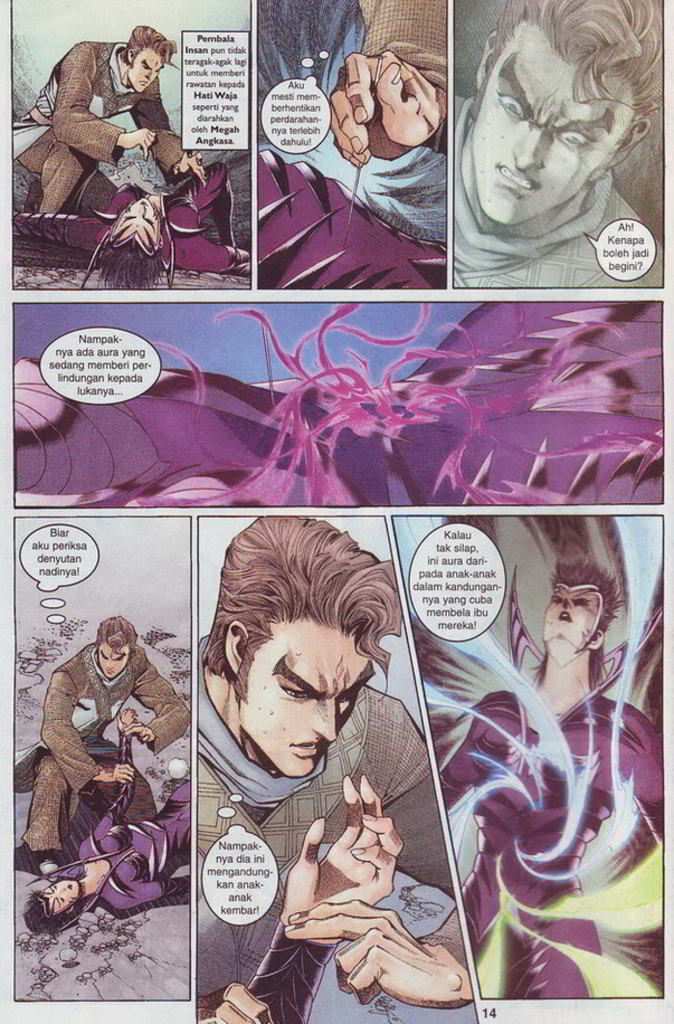 Pembala
Insan pun tidak
teragak-agak lagi
untuk memberi
rawatan kepada
Hati Waja
seperti yang
diarahkan
oleh Megah
Angkasa.
Aku
mesti mem-
berhentikan
perdarahan-
nya terlebih
dahulu!
Ah!
Kenapa
boleh jadi
begini?
Nampak-
nya ada aura yang
sedang memberi per-
lindungan kepada
lukanya...
Biar
aku periksa
denyutan
nadinya!
Nampak-
nya dia ini
mengandung-
kan anak-
anak
kembar!
Kalau
tak silap,
ini aura dari-
pada anak-anak
dalam kandungan-
nya yang cuba
membela ibu
mereka!
14